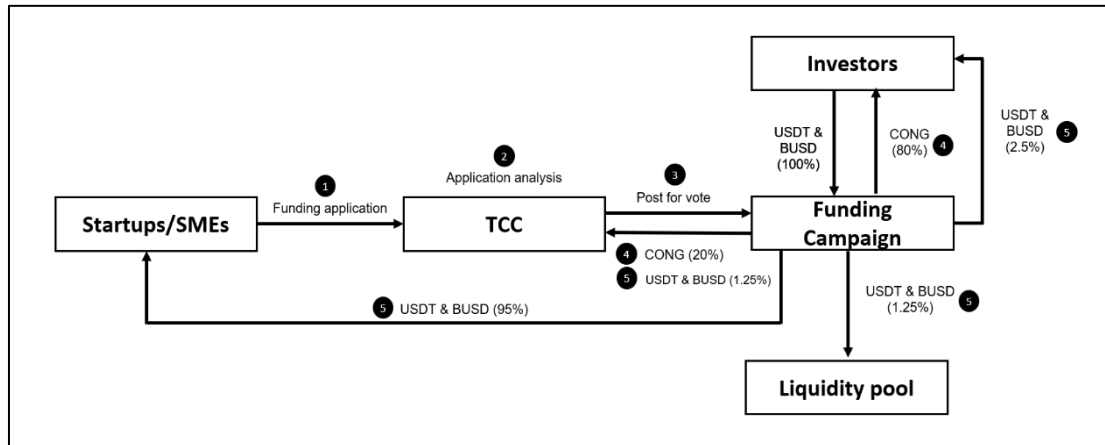 Investors
USDT &
BUSD
(100%)
CONG
(80%)
4
USDT &
BUSD
(2.5%)
5
2
Application analysis
1
Funding application
3
Post for vote
Startups/SMEs
TCC
Funding
Campaign
4 CONG (20%)
5 USDT & BUSD (1.25%)
5 USDT & BUSD (95%)
USDT & BUSD
(1.25%)
5
Liquidity pool